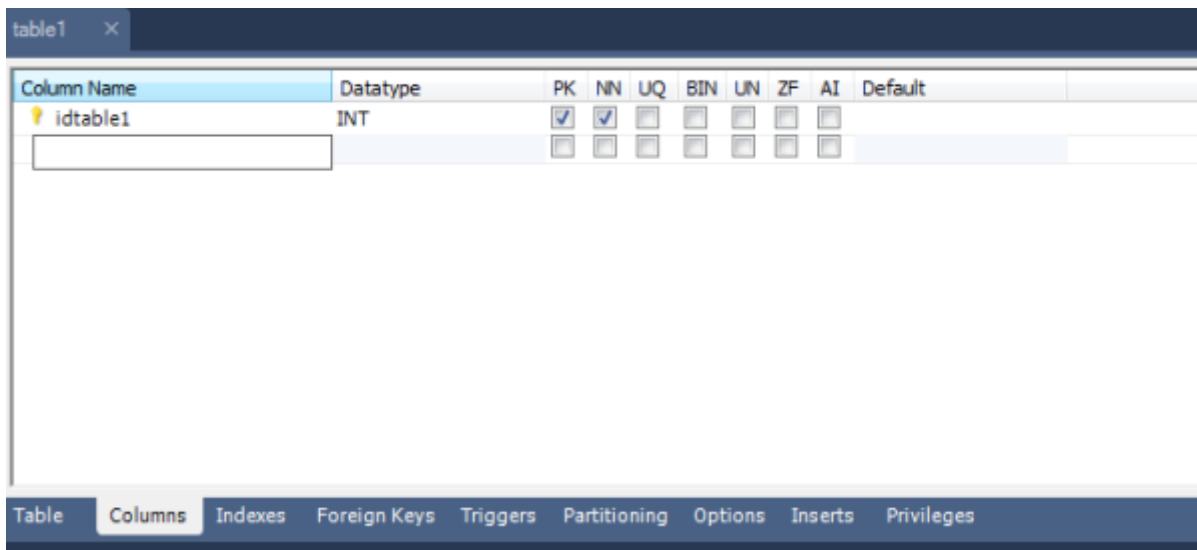 table1 ×
Column Name Datatype PK NN UQ BIN UN ZF AI Default
idtable1 INT
Table Columns Indexes Foreign Keys Triggers Partitioning Options Inserts Privileges